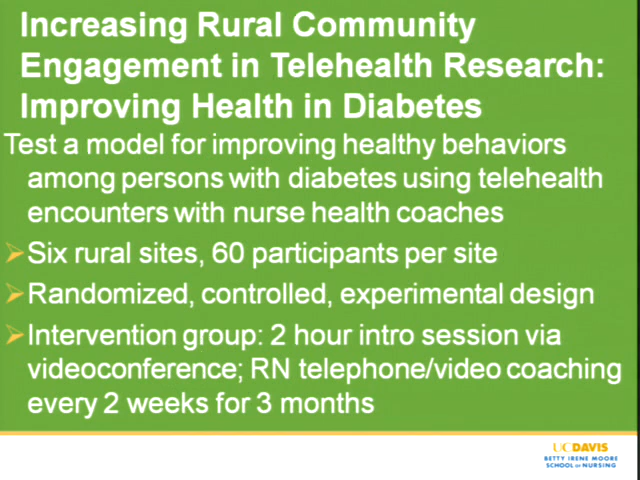 Increasing Rural Community
Engagement in Telehealth Research:
Improving Health in Diabetes
Test a model for improving healthy behaviors
among persons with diabetes using telehealth
encounters with nurse health coaches
➢Six rural sites, 60 participants per site
➢Randomized, controlled, experimental design
➢Intervention group: 2 hour intro session via
videoconference; RN telephone/video coaching
every 2 weeks for 3 months
UCDAVIS
BETTY IRENE MOORE
SCHOOL OF NURSING